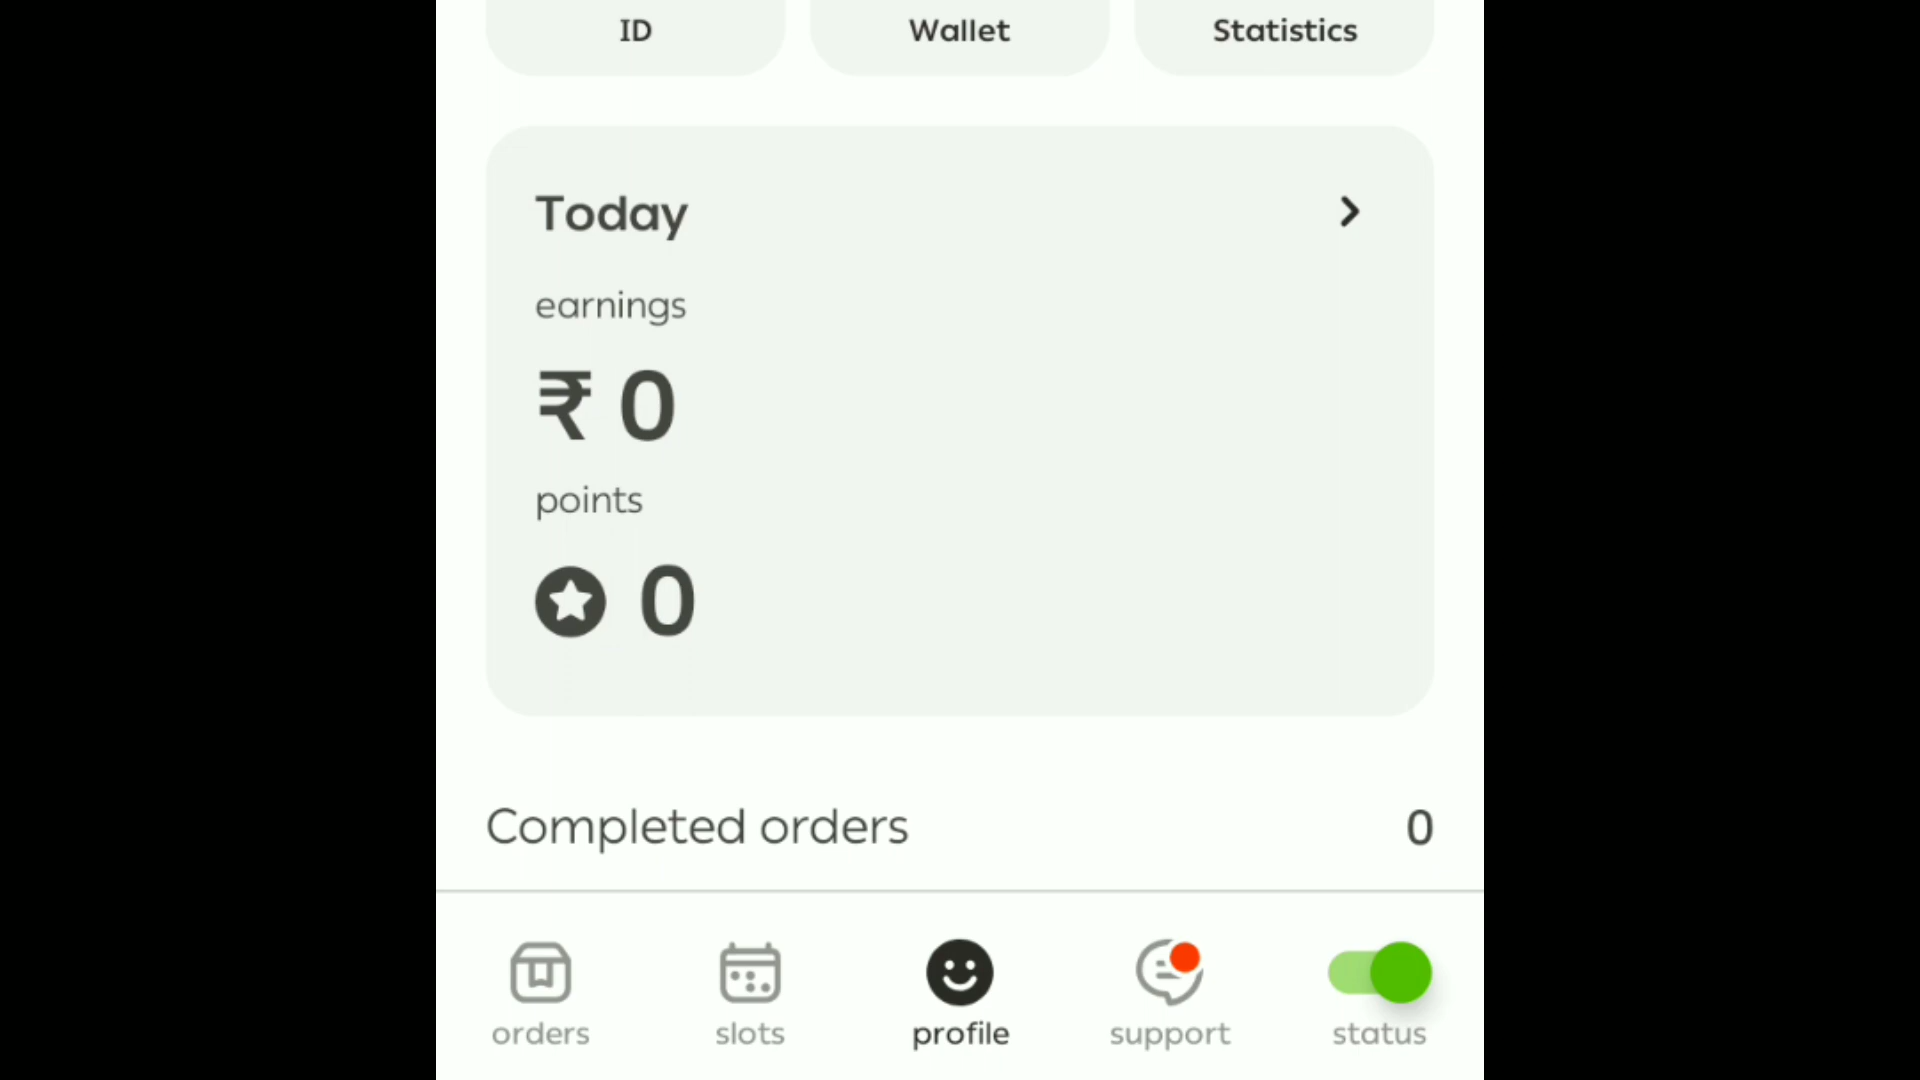 ID Wallet Statistics
Today
earnings
₹ 0
points
0
Completed orders 0
orders slots profile support status